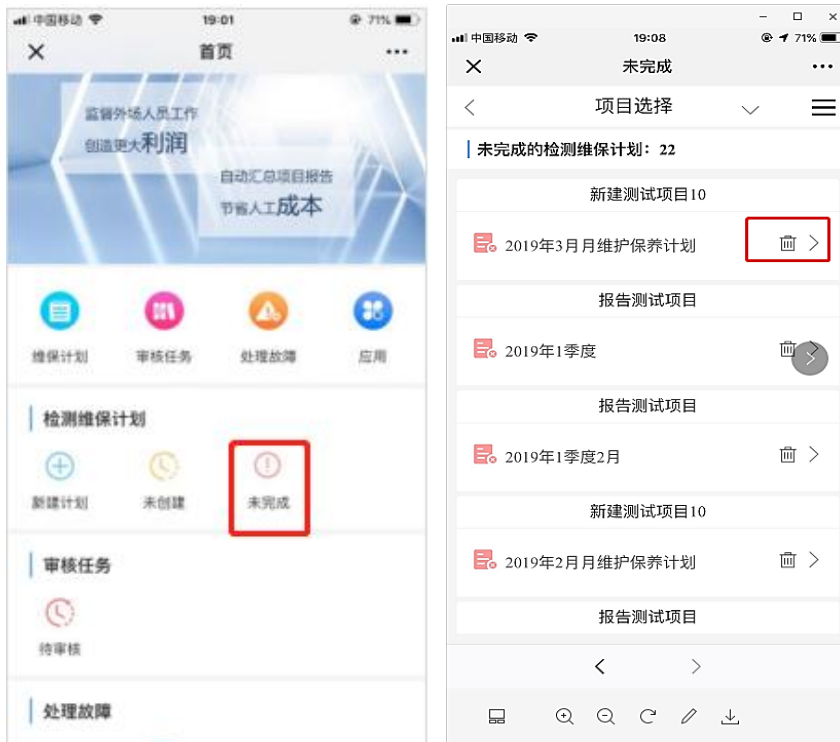 中国移动 19:01 71%
首页
监督外场人员工作
创造更大利润
自动汇总项目报告
节省人工成本
维保计划 审核任务 处理故障 应用
检测维保计划
新建计划 未创建 未完成
审核任务
待审核
处理故障
中国移动 19:08 71%
未完成
项目选择
未完成的检测维保计划：22
新建测试项目10
2019年3月月维护保养计划
报告测试项目
2019年1季度
报告测试项目
2019年1季度2月
新建测试项目10
2019年2月月维护保养计划
报告测试项目